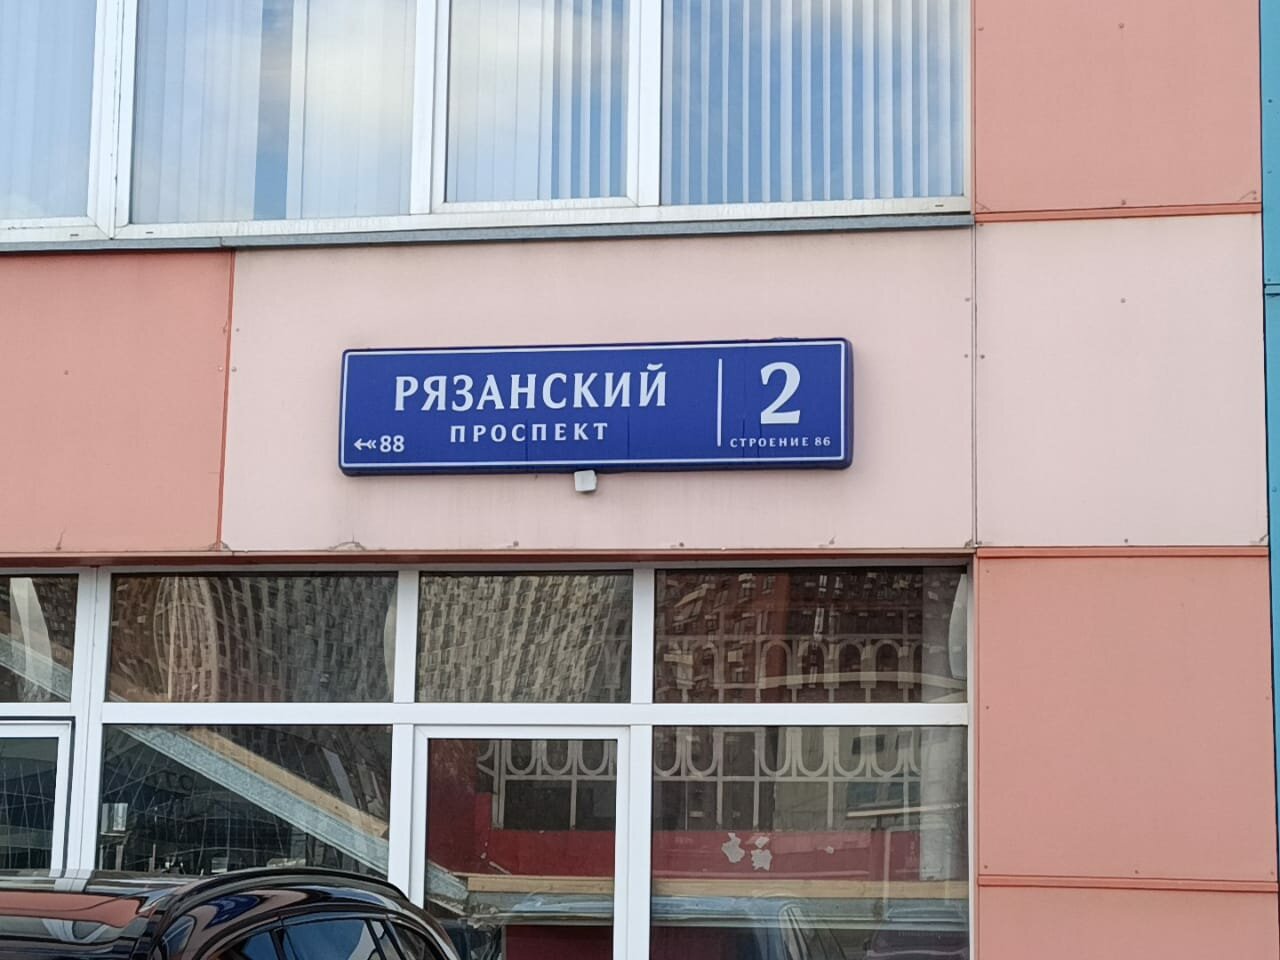 РЯЗАНСКИЙ
ПРОСПЕКТ
88
2
СТРОЕНИЕ 86